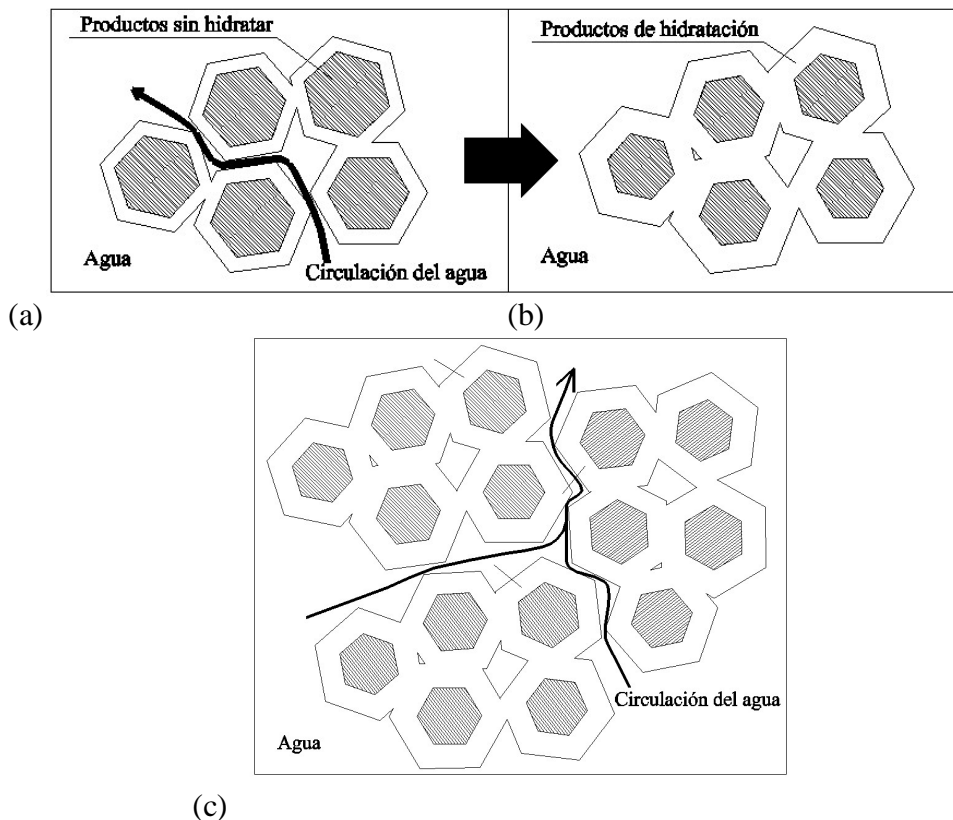 Productos sin hidratar
Agua
Circulación del agua
Productos de hidratación
Agua
(a)
(b)
Circulación del agua
Agua
(c)